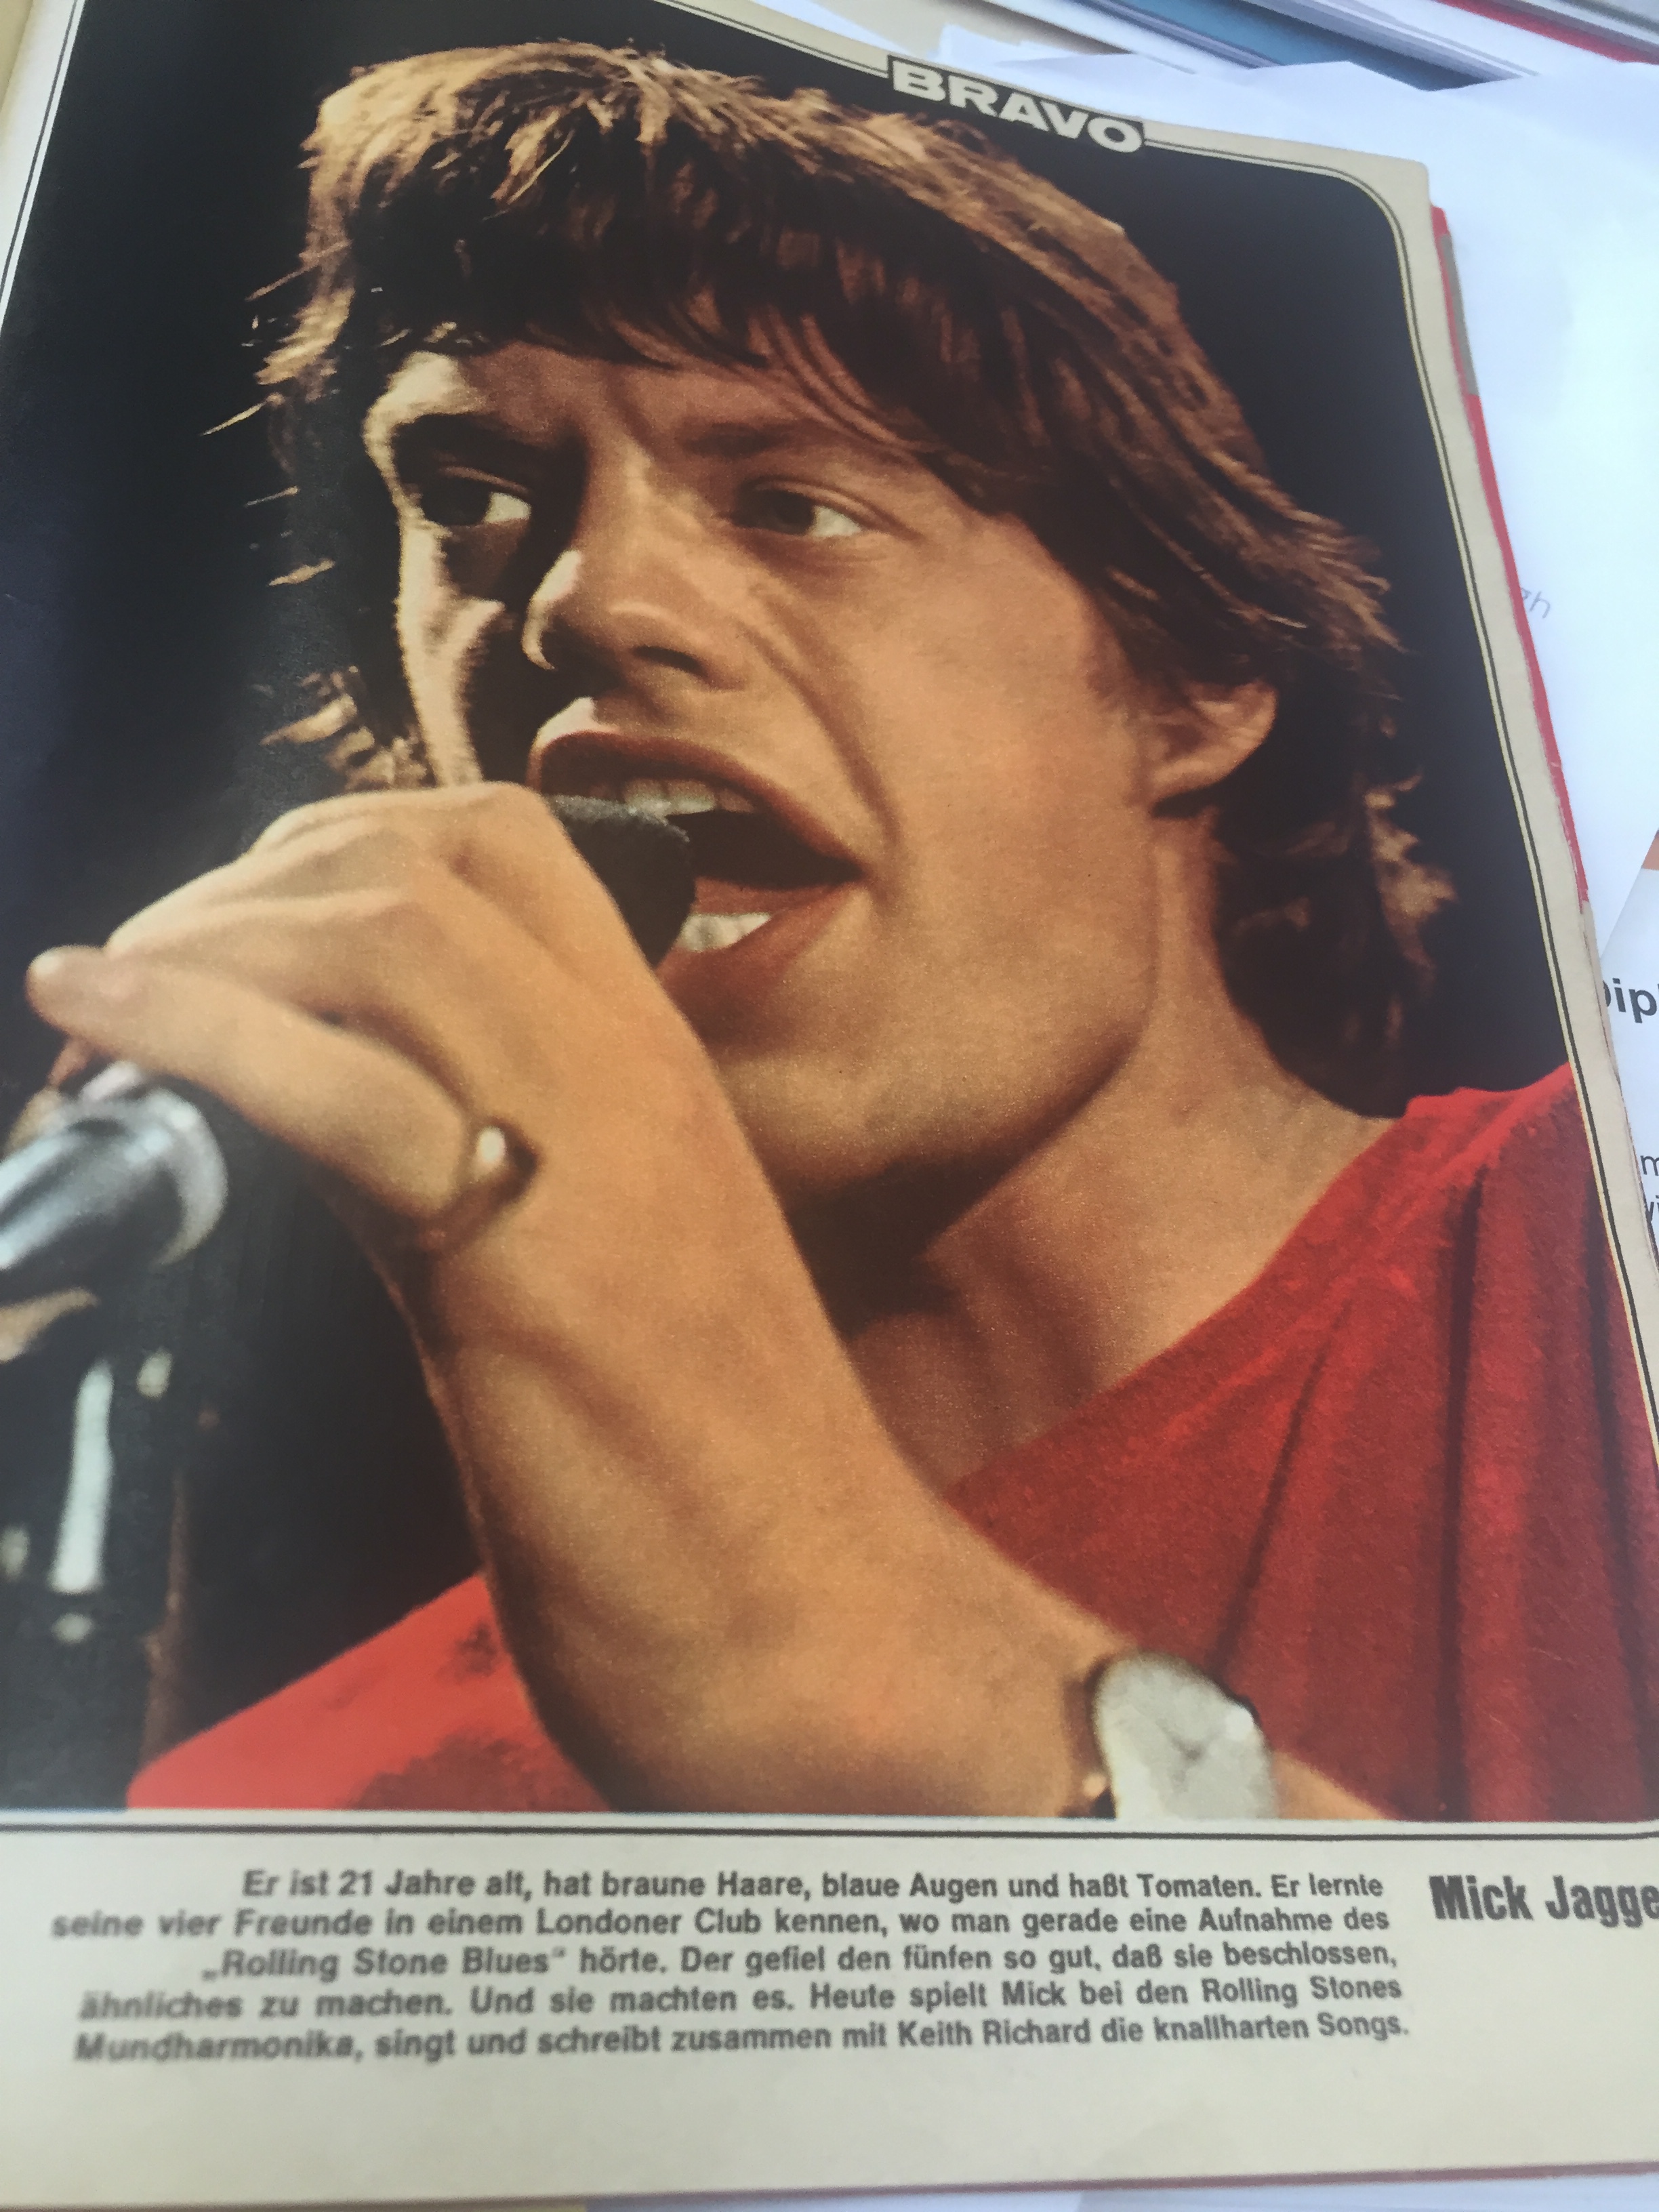 BRAVO
Er ist 21 Jahre alt, hat braune Haare, blaue Augen und haßt Tomaten. Er lernte
seine vier Freunde in einem Londoner Club kennen, wo man gerade eine Aufnahme des
„Rolling Stone Blues" hörte. Der gefiel den fünfen so gut, daß sie beschlossen,
ähnliches zu machen. Und sie machten es. Heute spielt Mick bei den Rolling Stones
Mundharmonika, singt und schreibt zusammen mit Keith Richard die knallharten Songs.
Mick Jagge